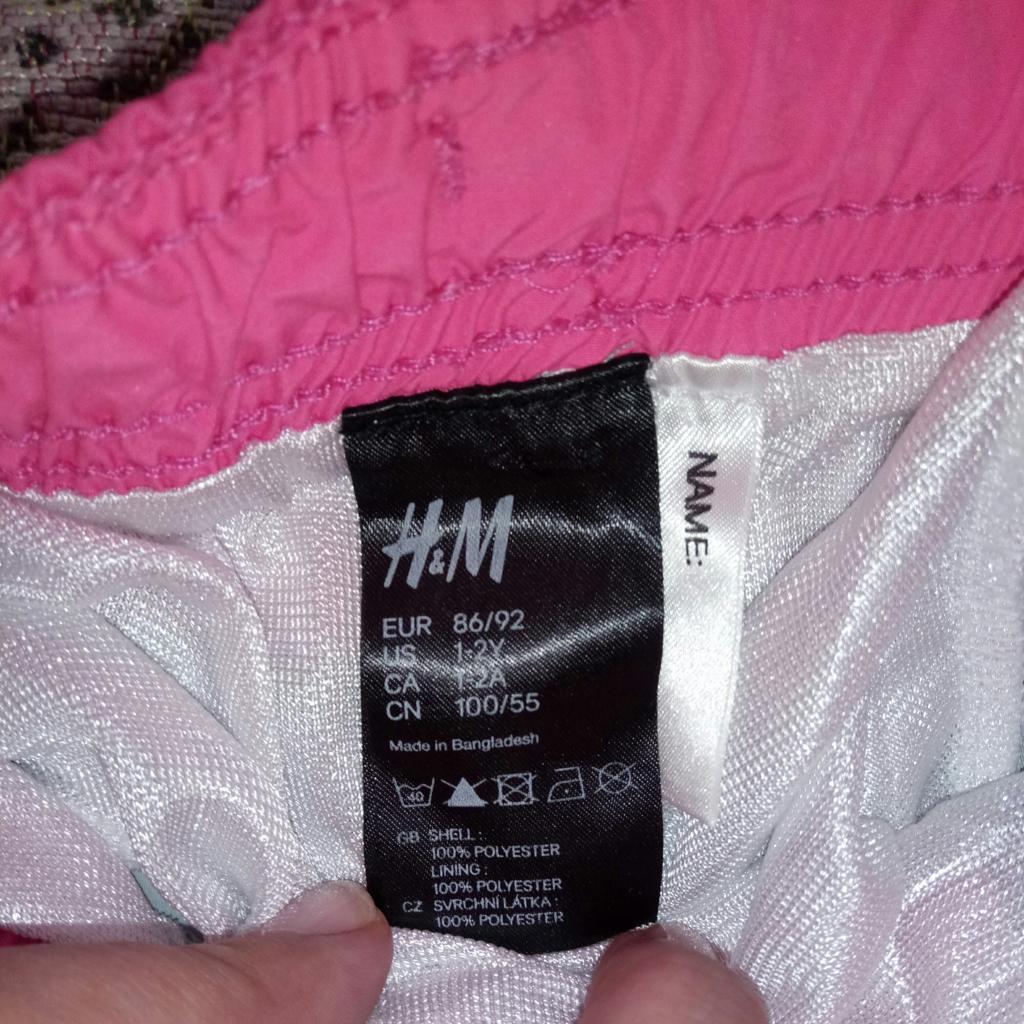 H&M
EUR 86/92
US 1-2Y
CA 1-2A
CN 100/55
Made in Bangladesh
40
GB SHELL:
100% POLYESTER
LINING:
100% POLYESTER
CZ SVRCHNÍ LÁTKA:
100% POLYESTER
NAME: